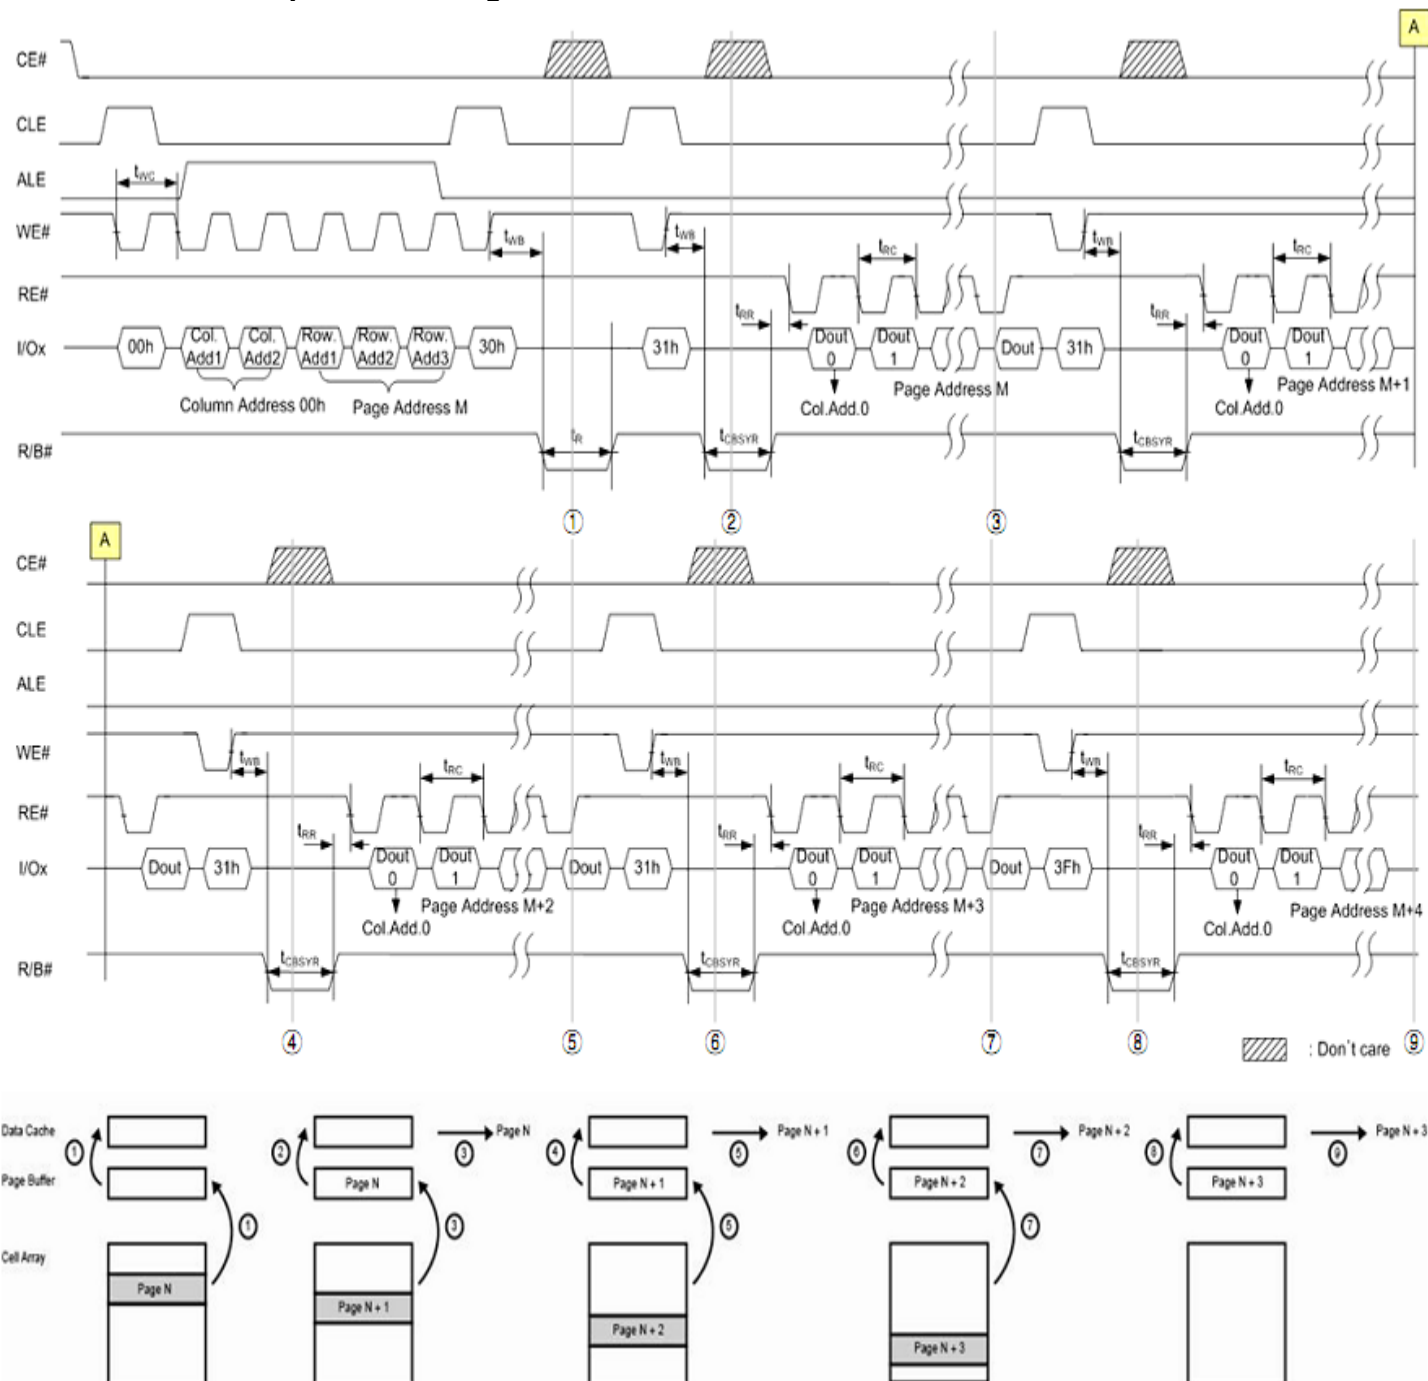 A
CE#
CLE
ALE
tWC
WE#
tWB
tWB
tRC
tWB
tRC
RE#
tRR
tRR
I/Ox
00h
Col. Add1
Col. Add2
Row. Add1
Row. Add2
Row. Add3
30h
31h
Dout 0
Dout 1
Dout
31h
Dout 0
Dout 1
Column Address 00h
Page Address M
Col.Add.0
Page Address M
Col.Add.0
Page Address M+1
R/B#
tR
tCBSYR
tCBSYR
① ② ③
A
CE#
CLE
ALE
WE#
tWB
tRC
tWB
tRC
tWB
tRC
RE#
tRR
tRR
tRR
I/Ox
Dout
31h
Dout 0
Dout 1
Dout
31h
Dout 0
Dout 1
Dout
3Fh
Dout 0
Dout 1
Col.Add.0
Page Address M+2
Col.Add.0
Page Address M+3
Col.Add.0
Page Address M+4
R/B#
tCBSYR
tCBSYR
tCBSYR
④ ⑤ ⑥ ⑦ ⑧ ⑨
: Don't care
Data Cache
① ② ③ Page N ④ ⑤ Page N + 1 ⑥ ⑦ Page N + 2 ⑧ ⑨ Page N + 3
Page Buffer
Page N
Page N + 1
Page N + 2
Page N + 3
① ③ ⑤ ⑦
Cell Array
Page N
Page N + 1
Page N + 2
Page N + 3